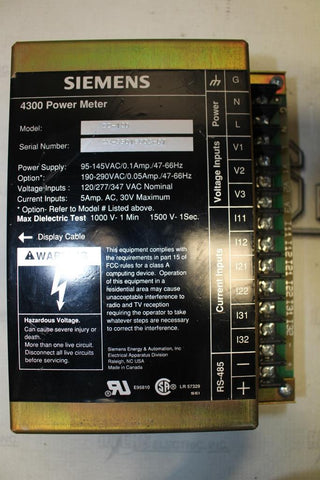 SIEMENS
4300 Power Meter
Model:
Serial Number:
Power Supply: 95-145VAC/0.1Amp./47-66Hz
Option*: 190-290VAC/0.05Amp./47-66Hz
Voltage Inputs : 120/277/347 VAC Nominal
Current Inputs: 5Amp. AC, 30V Maximum
* Option- Refer to Model # Listed above
Max Dielectric Test 1000 V- 1 Min 1500 V- 1Sec.
Display Cable
WARNING
Hazardous Voltage.
Can cause severe injury or
death.
More than one live circuit.
Disconnect all live circuits
before servicing.
This equipment complies with
the requirements in part 15 of
FCC rules for a class A
computing device. Operation
of this equipment in a
residential area may cause
unacceptable interference to
radio and TV reception
requiring the operator to take
whatever steps are necessary
to correct the interference.
Siemens Energy & Automation, Inc
Electrical Apparatus Division
Raleigh, NC USA
Made in Canada
E95810
LR 57329
SEI
Power
Voltage Inputs
Current Inputs
RS-485
G
N
L
V1
V2
V3
I11
I12
I21
I22
I31
I32